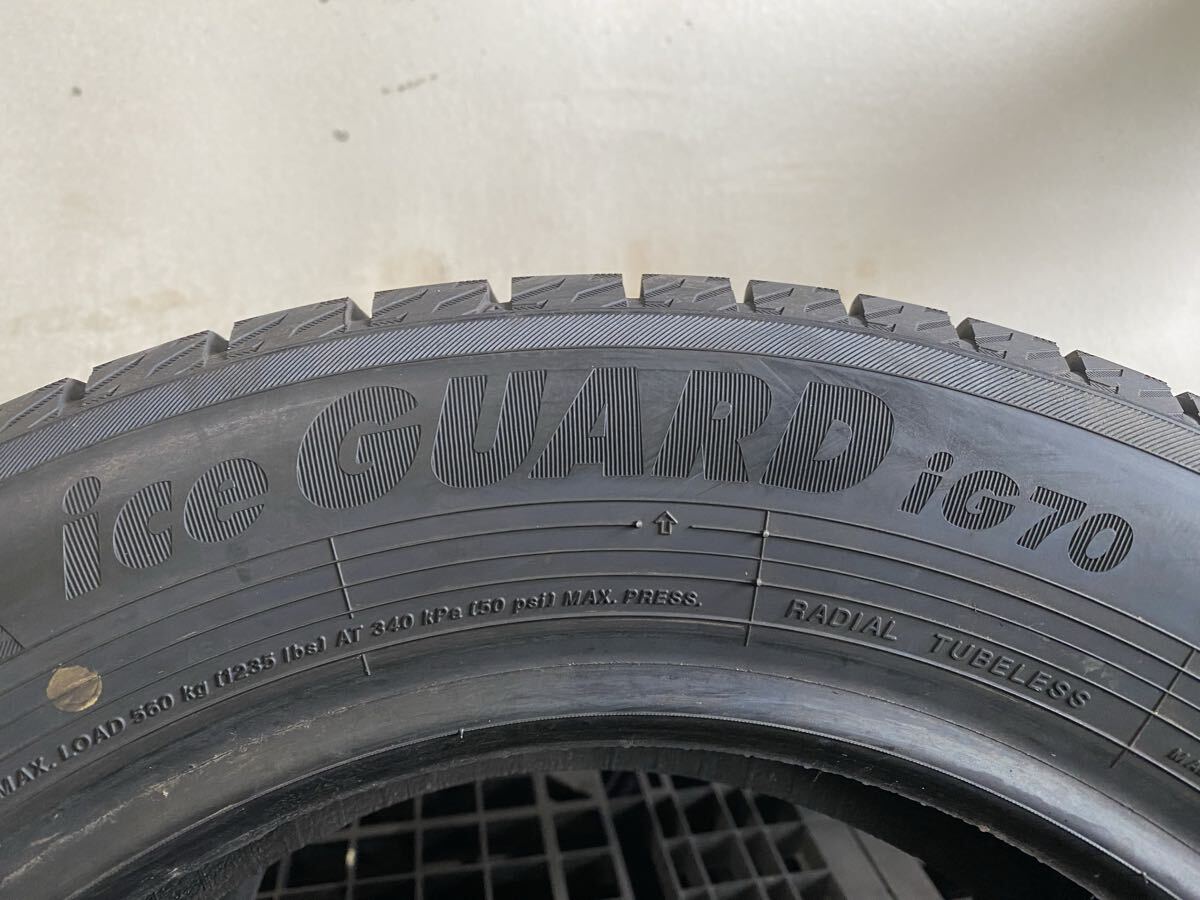 ice GUARD iG70
MAX. LOAD 560 kg (1235 lbs) AT 340 kPa (50 psi) MAX. PRESS.
RADIAL TUBELESS